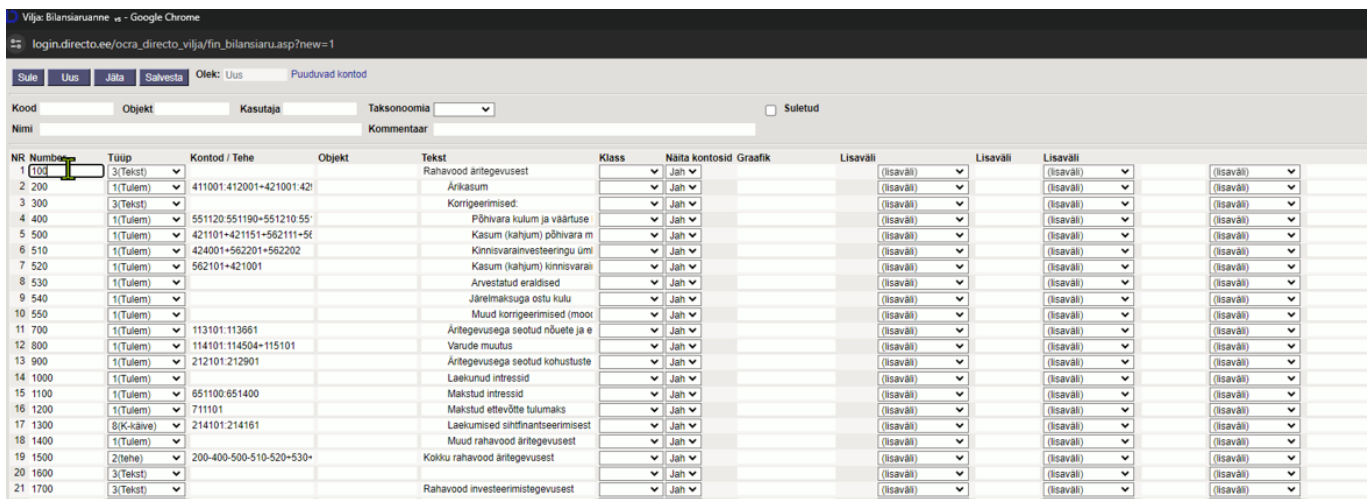 Vilja: Bilansiaruanne vs - Google Chrome
login.directo.ee/ocra_directo_vilja/fin_bilansiaru.asp?new=1
Sule Uus Jäta Salvesta Olek: Uus Puuduvad kontod
Kood Objekt Kasutaja Taksonoomia Suletud
Nimi Kommentaar
NR Number Tüüp Kontod / Tehe Objekt Tekst Klass Näita kontosid Graafik Lisaväli Lisaväli Lisaväli
1 100 3(Tekst) Rahavood äritegevusest Jah (lisaväli) (lisaväli) (lisaväli)
2 200 1(Tulem) 411001:412001+421001:42 Ärikasum Jah (lisaväli) (lisaväli) (lisaväli)
3 300 3(Tekst) Korrigeerimised: Jah (lisaväli) (lisaväli) (lisaväli)
4 400 1(Tulem) 551120:551190+551210:55 Põhivara kulum ja väärtuse Jah (lisaväli) (lisaväli) (lisaväli)
5 500 1(Tulem) 421101+421151+562111+5 Kasum (kahjum) põhivara m Jah (lisaväli) (lisaväli) (lisaväli)
6 510 1(Tulem) 424001+562201+562202 Kinnisvarainvesteeringu üml Jah (lisaväli) (lisaväli) (lisaväli)
7 520 1(Tulem) 562101+421001 Kasum (kahjum) kinnisvarai Jah (lisaväli) (lisaväli) (lisaväli)
8 530 1(Tulem) Arvestatud eraldised Jah (lisaväli) (lisaväli) (lisaväli)
9 540 1(Tulem) Järelmaksuga ostu kulu Jah (lisaväli) (lisaväli) (lisaväli)
10 550 1(Tulem) Muud korrigeerimised (mood Jah (lisaväli) (lisaväli) (lisaväli)
11 700 1(Tulem) 113101:113661 Äritegevusega seotud nõuete ja e Jah (lisaväli) (lisaväli) (lisaväli)
12 800 1(Tulem) 114101:114504+115101 Varude muutus Jah (lisaväli) (lisaväli) (lisaväli)
13 900 1(Tulem) 212101:212901 Äritegevusega seotud kohustuste Jah (lisaväli) (lisaväli) (lisaväli)
14 1000 1(Tulem) Laekunud intressid Jah (lisaväli) (lisaväli) (lisaväli)
15 1100 1(Tulem) 651100:651400 Makstud intressid Jah (lisaväli) (lisaväli) (lisaväli)
16 1200 1(Tulem) 711101 Makstud ettevõtte tulumaks Jah (lisaväli) (lisaväli) (lisaväli)
17 1300 8(K-käive) 214101:214161 Laekumised sihtfinantseerimisest Jah (lisaväli) (lisaväli) (lisaväli)
18 1400 1(Tulem) Muud rahavood äritegevusest Jah (lisaväli) (lisaväli) (lisaväli)
19 1500 2(tehe) 200-400-500-510-520+530+ Kokku rahavood äritegevusest Jah (lisaväli) (lisaväli) (lisaväli)
20 1600 3(Tekst) Jah (lisaväli) (lisaväli) (lisaväli)
21 1700 3(Tekst) Rahavood investeerimistegevusest Jah (lisaväli) (lisaväli) (lisaväli)